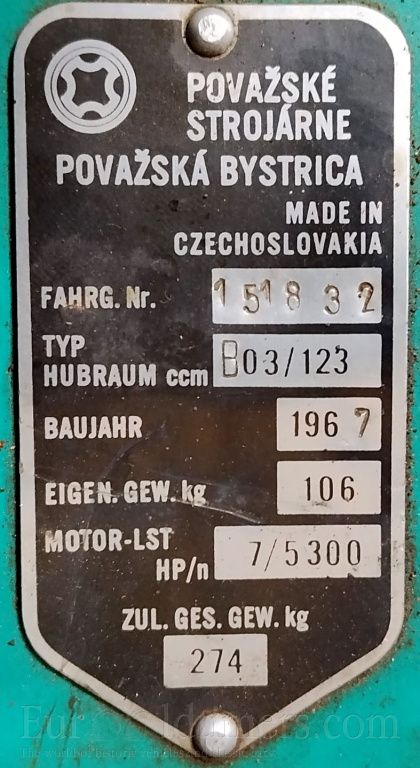 POVAŽSKÉ
STROJÁRNE
POVAŽSKÁ BYSTRICA
MADE IN
CZECHOSLOVAKIA
FAHRG. Nr. 151832
TYP
HUBRAUM ccm B03/123
BAUJAHR 1967
EIGEN. GEW. kg 106
MOTOR-LST
HP/n 7/5300
ZUL. GES. GEW. kg
274